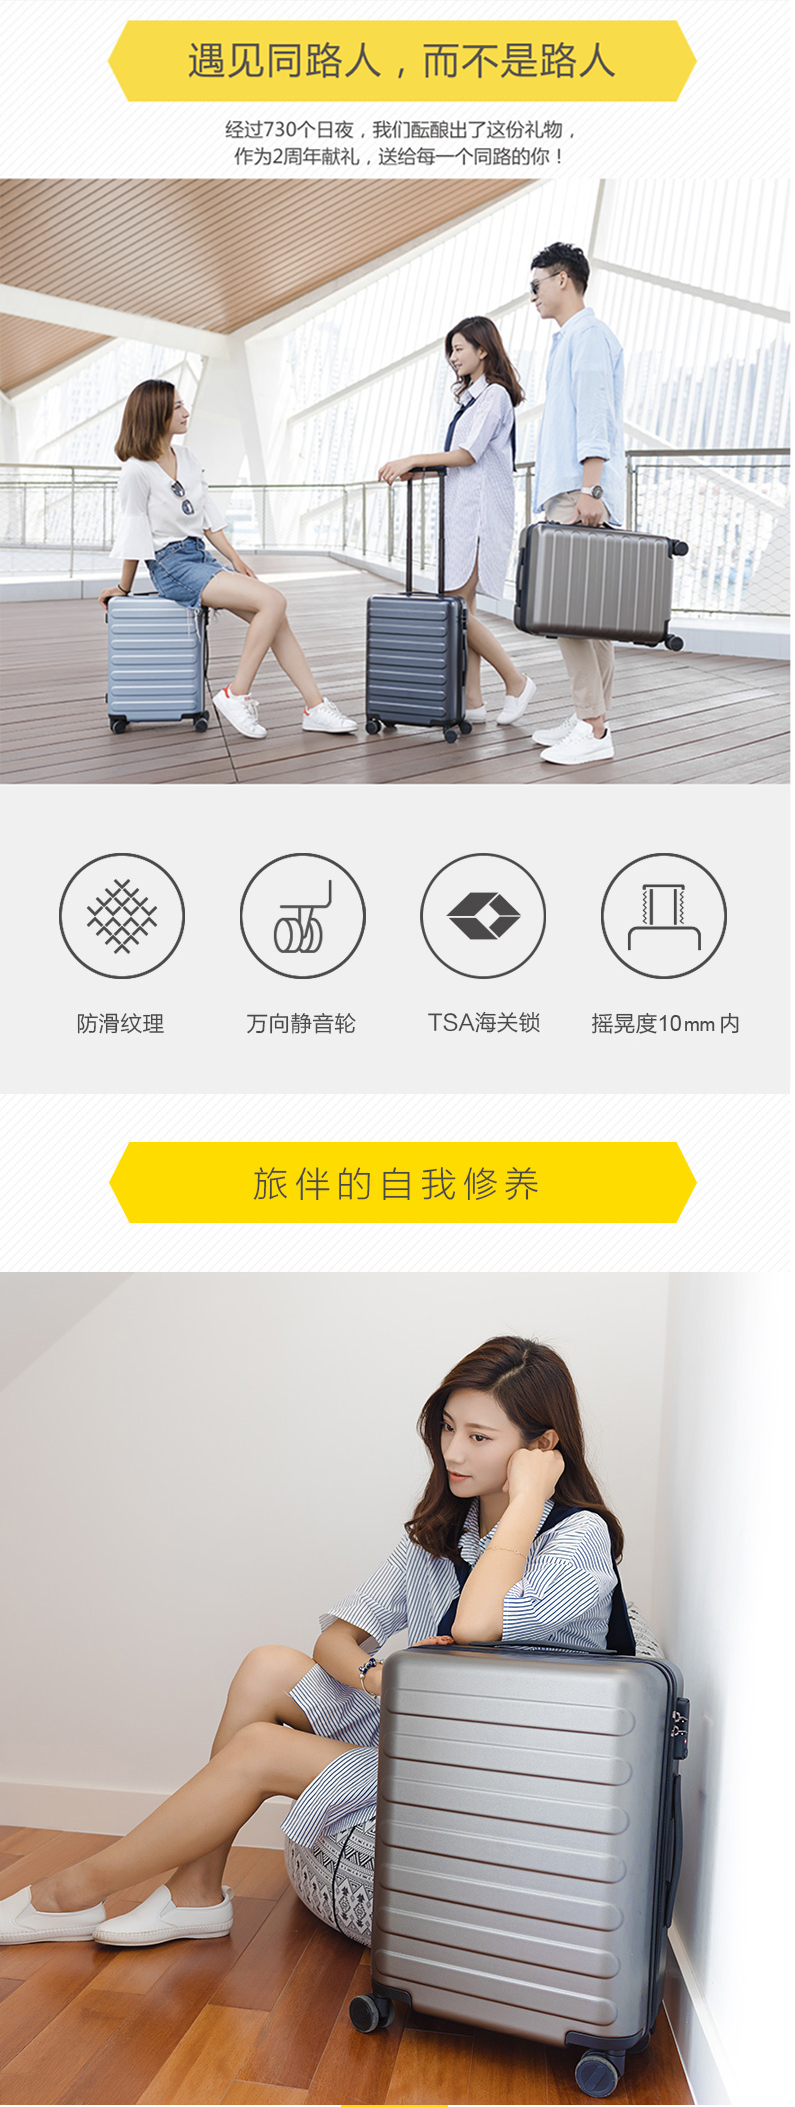 遇见同路人，而不是路人
经过730个日夜，我们酝酿出了这份礼物，
作为2周年献礼，送给每一个同路的你！
防滑纹理
万向静音轮
TSA海关锁
摇晃度10mm内
旅伴的自我修养